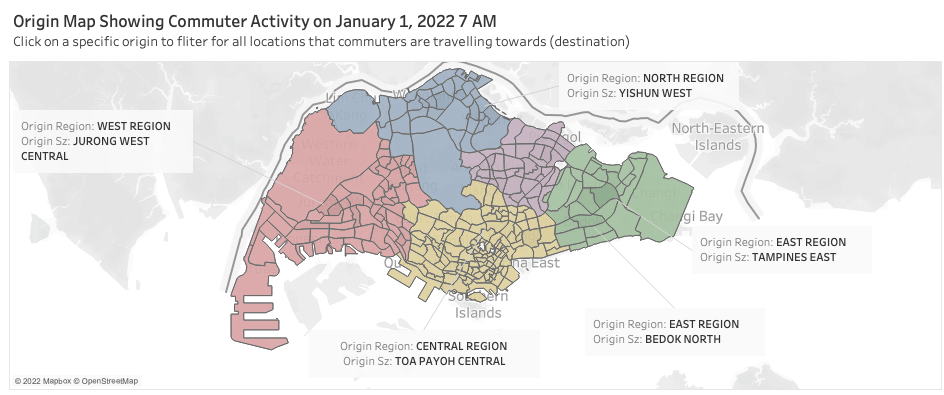 Origin Map Showing Commuter Activity on January 1, 2022 7 AM
Click on a specific origin to fliter for all locations that commuters are travelling towards (destination)
Origin Region: NORTH REGION
Origin Sz: YISHUN WEST
Origin Region: WEST REGION
Origin Sz: JURONG WEST
CENTRAL
North-Eastern
Islands
gi Bay
Origin Region: EAST REGION
Origin Sz: TAMPINES EAST
East
Southern
Islands
Origin Region: EAST REGION
Origin Sz: BEDOK NORTH
Origin Region: CENTRAL REGION
Origin Sz: TOA PAYOH CENTRAL
© 2022 Mapbox © OpenStreetMap